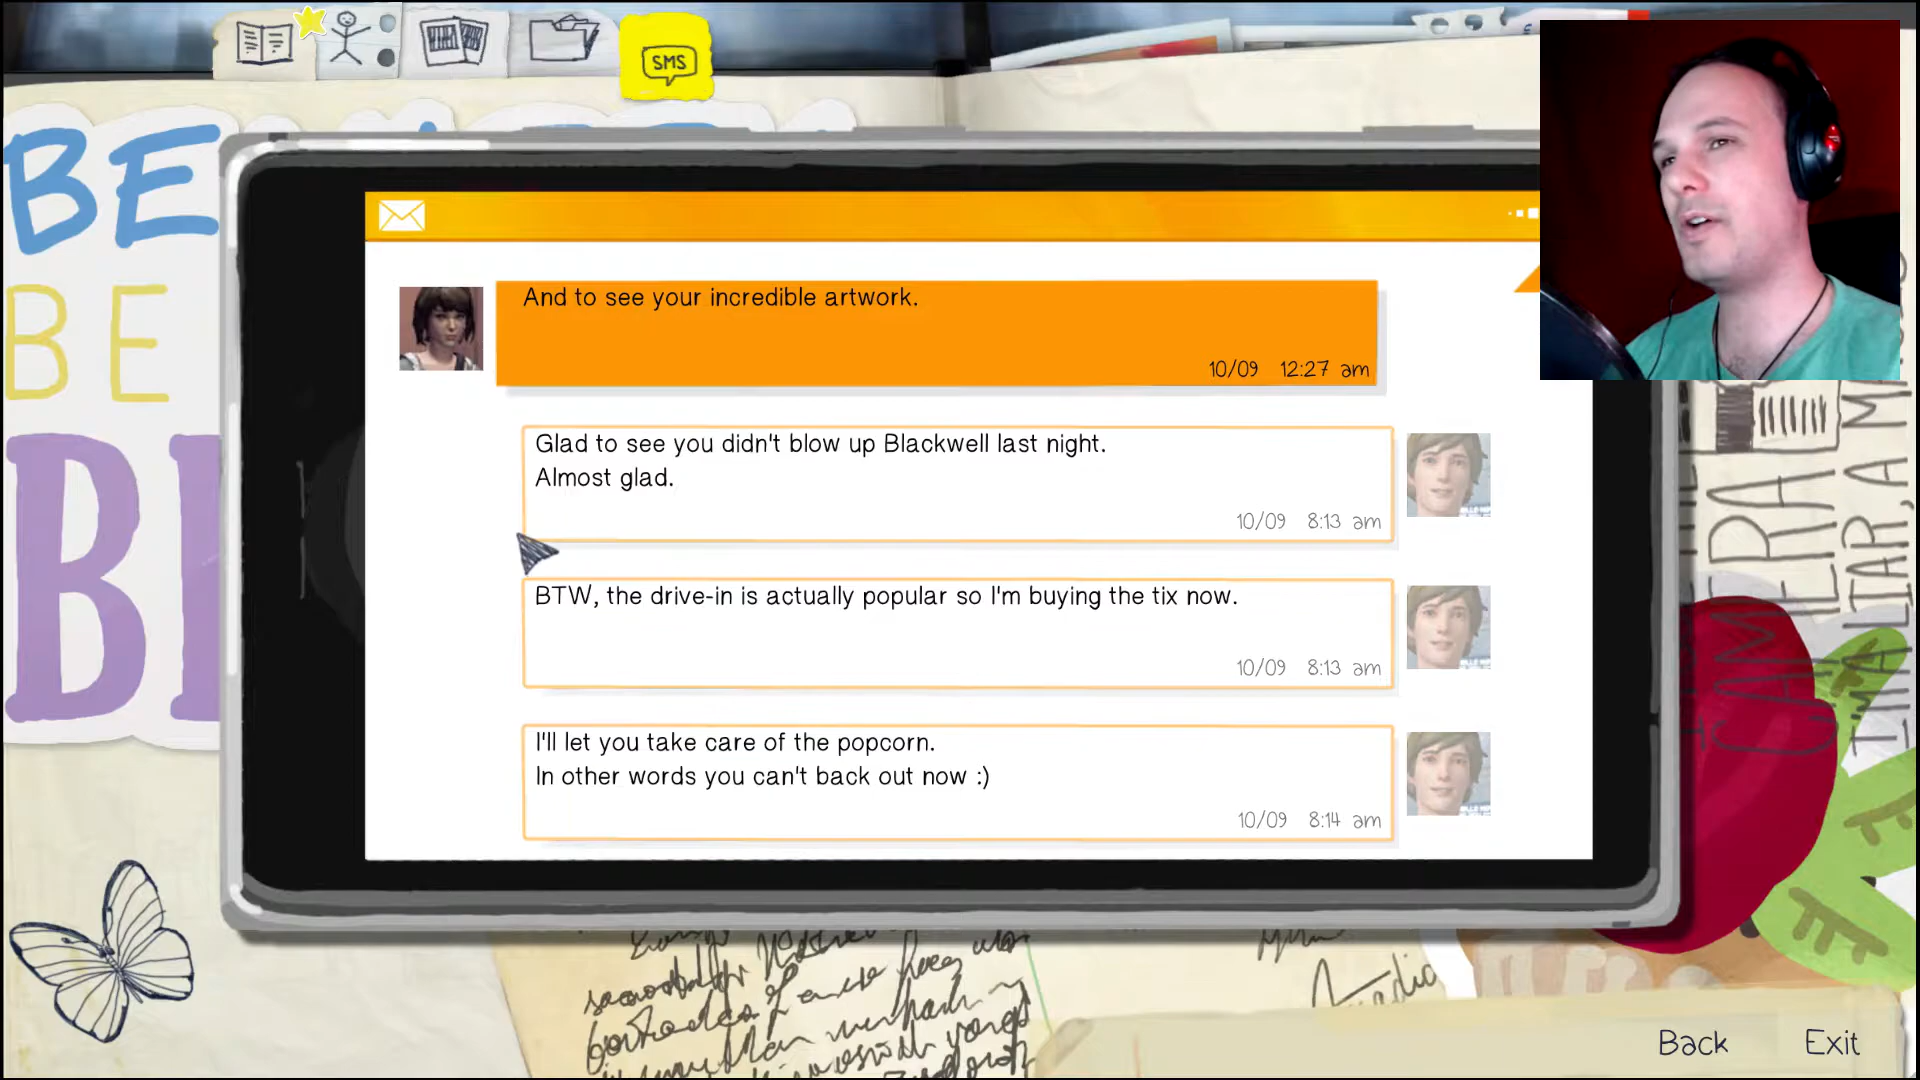 SMS
BE
BE
And to see your incredible artwork.
10/09 12:27 am
Glad to see you didn't blow up Blackwell last night.
Almost glad.
10/09 8:13 am
BTW, the drive-in is actually popular so I'm buying the tix now.
10/09 8:13 am
I'll let you take care of the popcorn.
In other words you can't back out now :)
10/09 8:14 am
CAMERA
Back
Exit